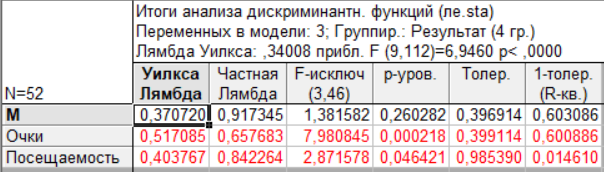 Итоги анализа дискриминантн. функций (ле.sta)
Переменных в модели: 3; Группир.: Результат (4 гр.)
Лямбда Уилкса: ,34008 прибл. F (9,112)=6,9460 p< ,0000
N=52 Уилкса Лямбда Частная Лямбда F-исключ (3,46) p-уров. Толер. 1-толер. (R-кв.)
М 0,370720 0,917345 1,381582 0,260282 0,396914 0,603086
Очки 0,517085 0,657683 7,980845 0,000218 0,399114 0,600886
Посещаемость 0,403767 0,842264 2,871578 0,046421 0,985390 0,014610